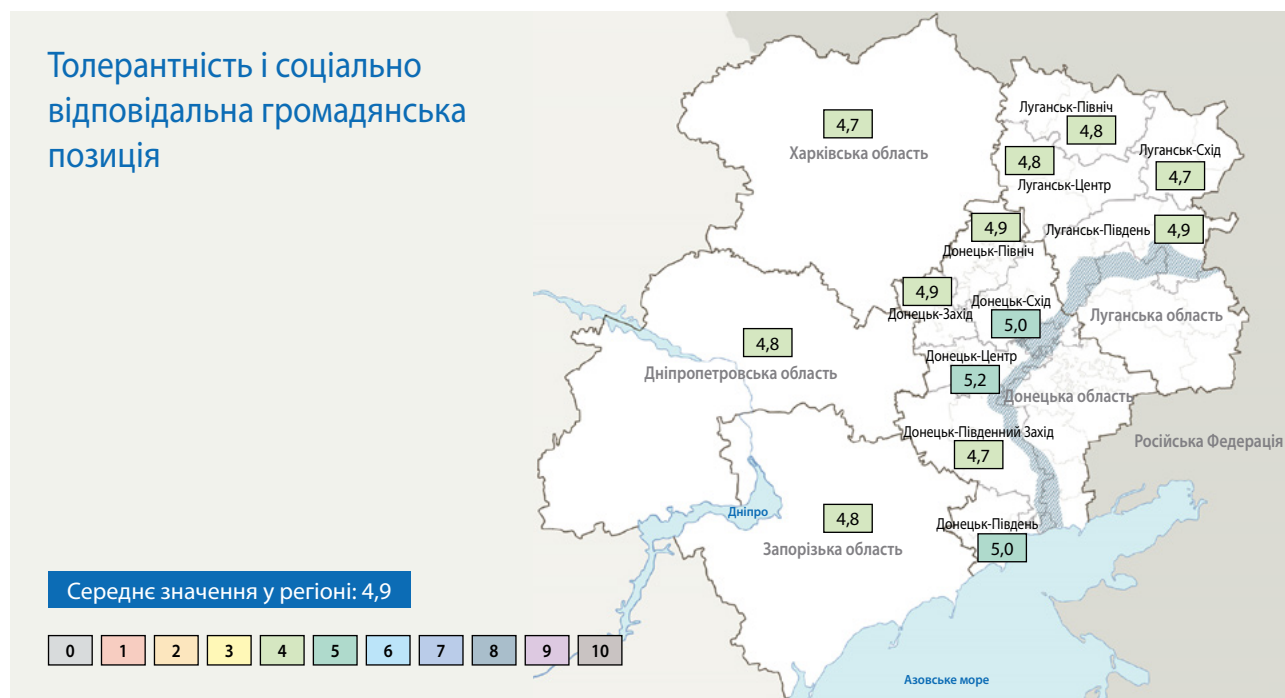 Толерантність і соціально
відповідальна громадянська
позиція
4,7
Харківська область
Луганськ-Північ
4,8
Луганськ-Схід
4,8
4,7
Луганськ-Центр
4,9
Луганськ-Південь
4,9
Донецьк-Північ
4,9
Донецьк-Схід
Донецьк-Захід
5,0
Луганська область
4,8
Донецьк-Центр
Дніпропетровська область
5,2
Донецька область
Донецьк-Південний Захід
Російська Федерація
4,7
Дніпро
4,8
Донецьк-Південь
Запорізька область
5,0
Середнє значення у регіоні: 4,9
0 1 2 3 4 5 6 7 8 9 10
Азовське море